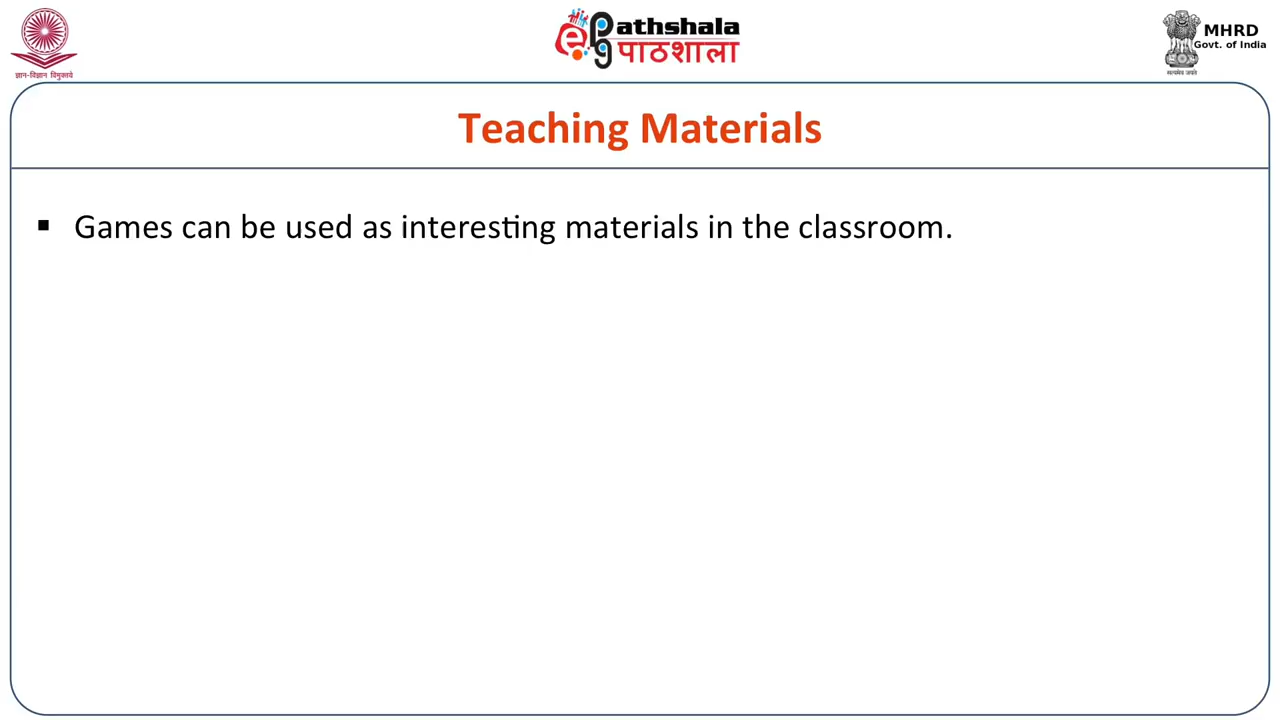 athshala
पाठशाला
MHRD
Govt. of India
ज्ञान-विज्ञान विमुक्तये
सत्यमेव जयते
Teaching Materials
▪ Games can be used as interesting materials in the classroom.